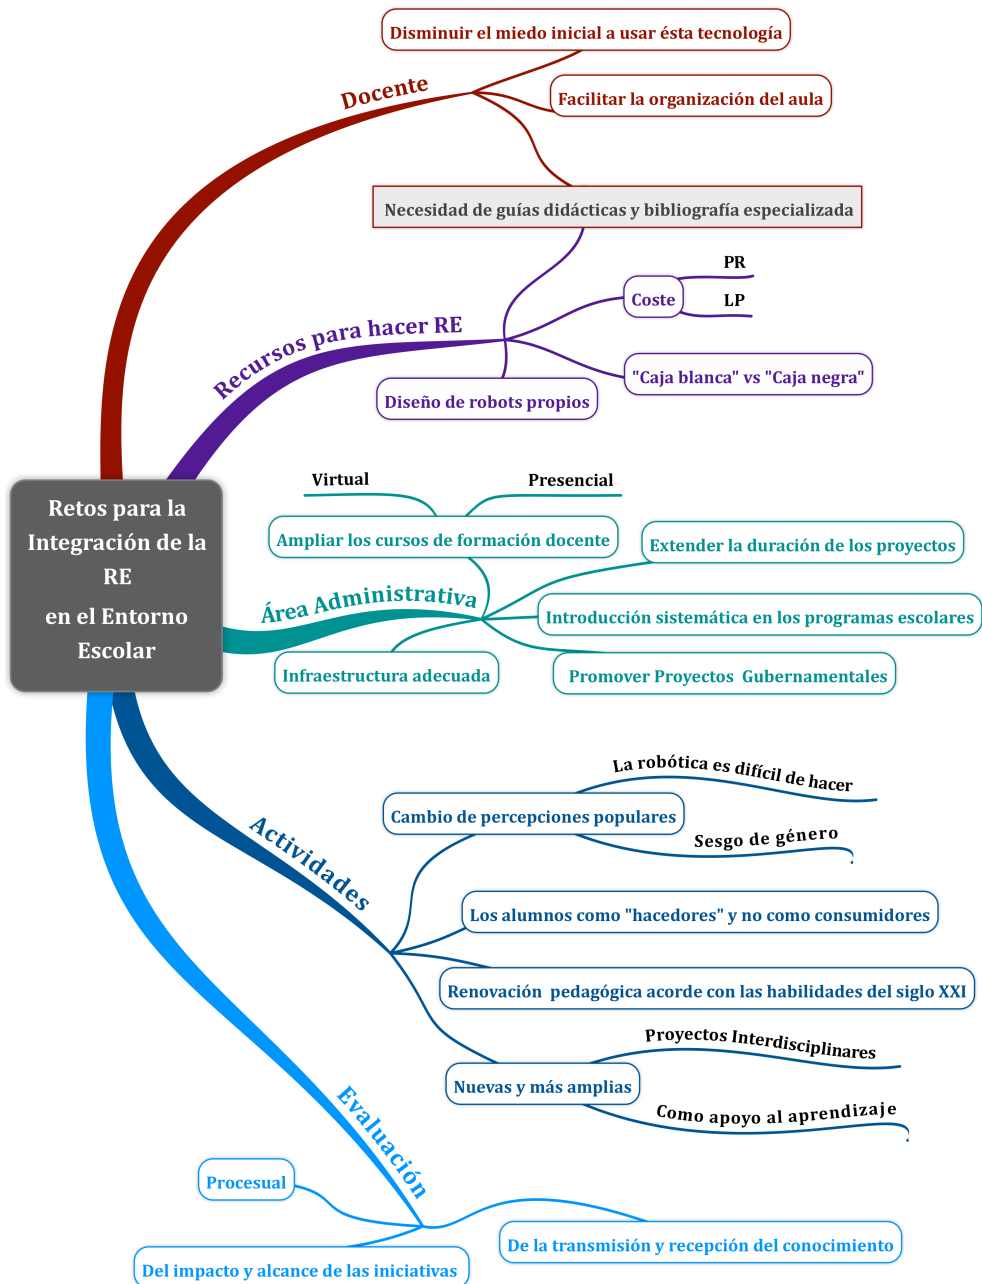 Disminuir el miedo inicial a usar ésta tecnología
Docente
Facilitar la organización del aula
Necesidad de guías didácticas y bibliografía especializada
PR
Coste
LP
Recursos para hacer RE
"Caja blanca" vs "Caja negra"
Diseño de robots propios
Retos para la
Integración de la
RE
en el Entorno
Escolar
Virtual
Presencial
Ampliar los cursos de formación docente
Extender la duración de los proyectos
Área Administrativa
Introducción sistemática en los programas escolares
Infraestructura adecuada
Promover Proyectos  Gubernamentales
La robótica es difícil de hacer
Cambio de percepciones populares
Sesgo de género
Actividades
Los alumnos como "hacedores" y no como consumidores
Renovación  pedagógica acorde con las habilidades del siglo XXI
Proyectos Interdisciplinares
Nuevas y más amplias
Como apoyo al aprendizaje
Evaluación
Procesual
De la transmisión y recepción del conocimiento
Del impacto y alcance de las iniciativas